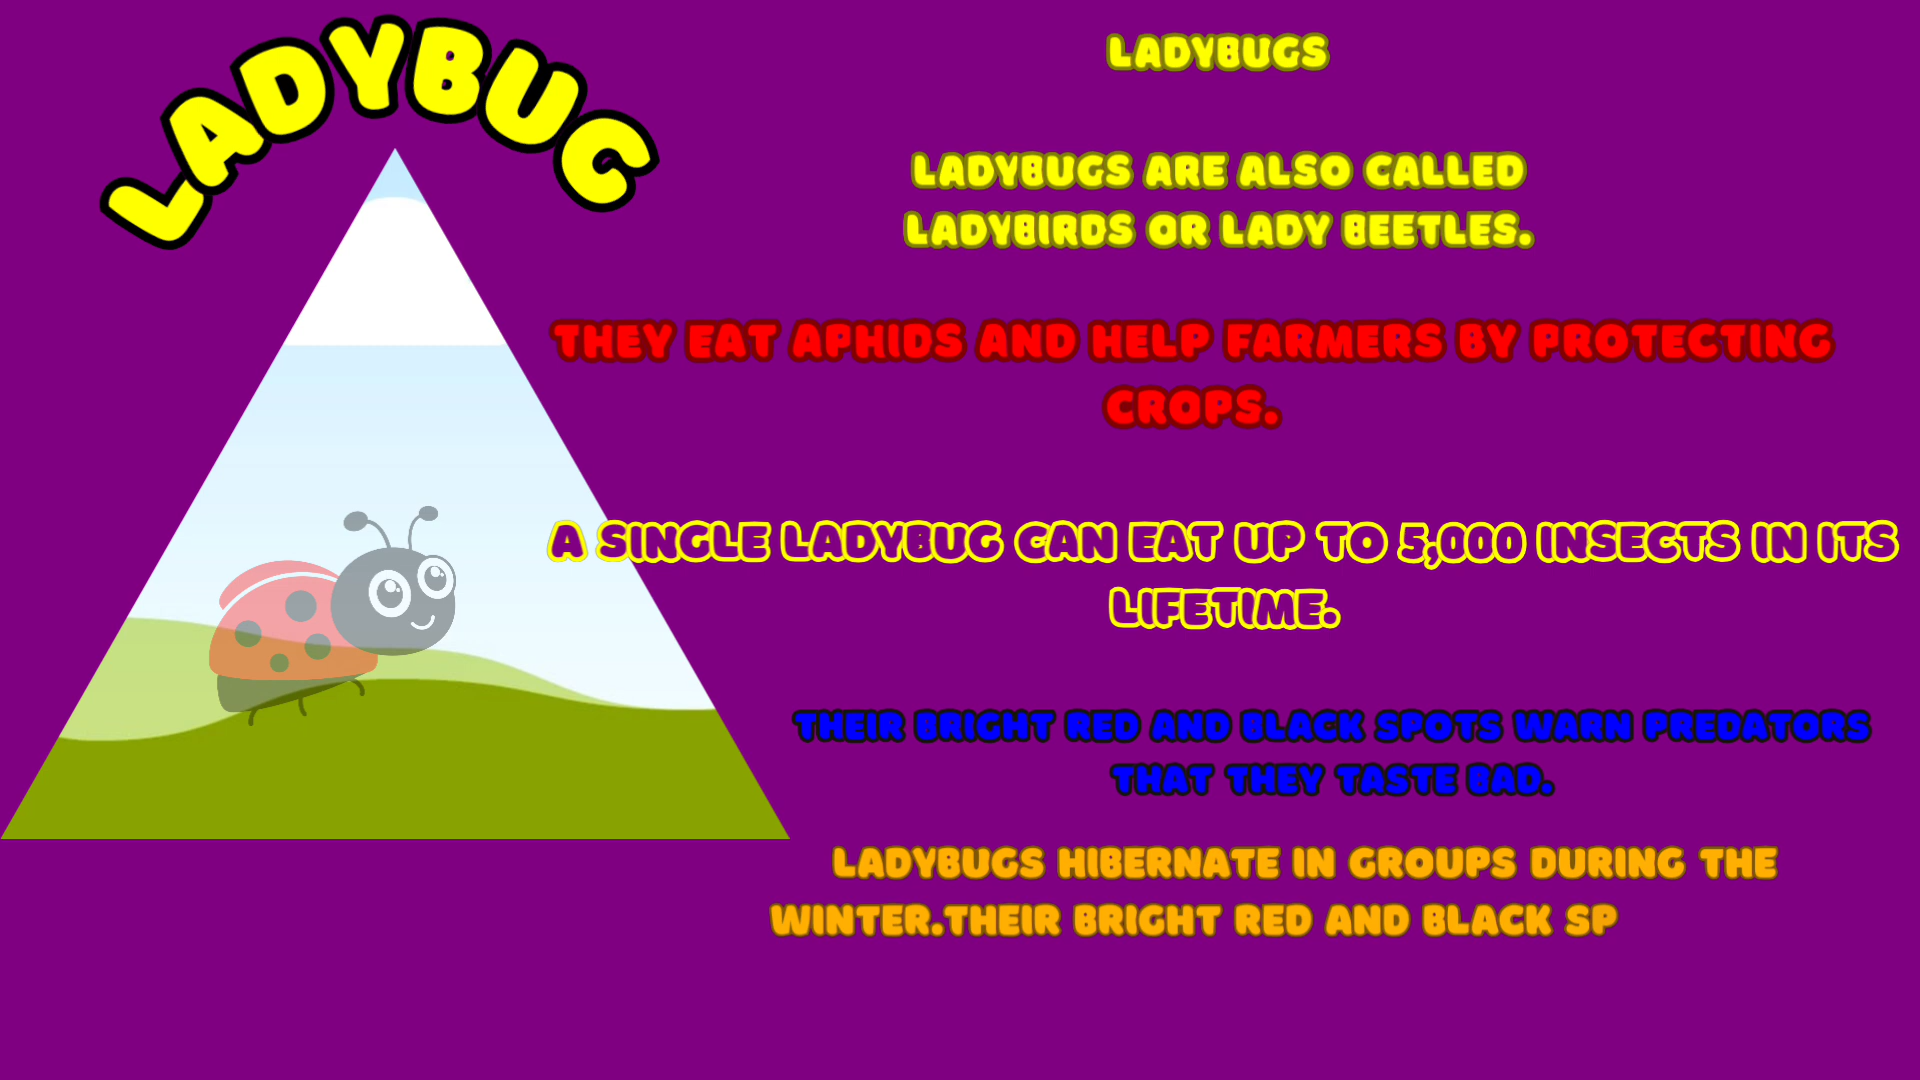 LADYBUG
LADYBUGS
LADYBUGS ARE ALSO CALLED
LADYBIRDS OR LADY BEETLES.
THEY EAT APHIDS AND HELP FARMERS BY PROTECTING
CROPS.
A SINGLE LADYBUG CAN EAT UP TO 5,000 INSECTS IN ITS
LIFETIME.
THEIR BRIGHT RED AND BLACK SPOTS WARN PREDATORS
THAT THEY TASTE BAD.
LADYBUGS HIBERNATE IN GROUPS DURING THE
WINTER.THEIR BRIGHT RED AND BLACK SP